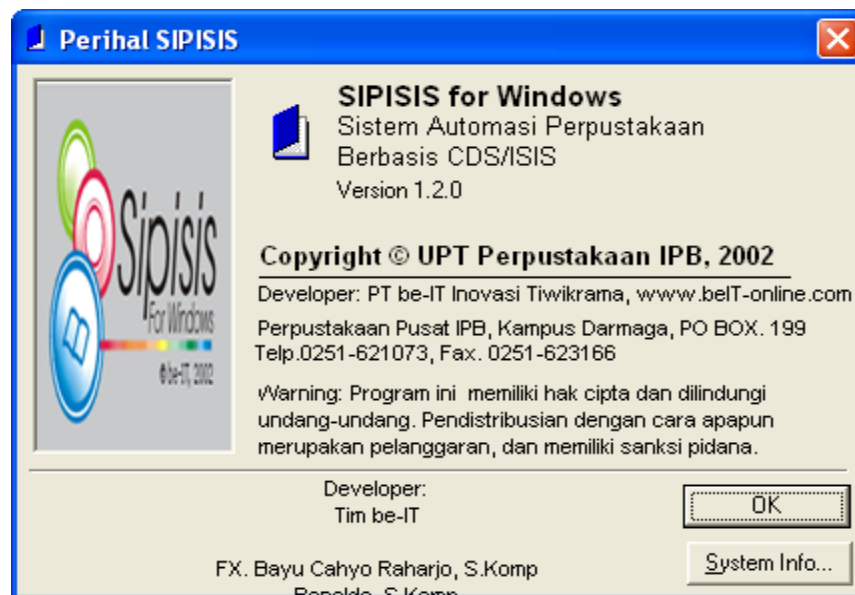 Perihal SIPISIS
SIPISIS for Windows
Sistem Automasi Perpustakaan
Berbasis CDS/ISIS
Version 1.2.0
Sipisis
For Windows
© be-IT, 2002
Copyright © UPT Perpustakaan IPB, 2002
Developer: PT be-IT Inovasi Tiwikrama, www.beIT-online.com
Perpustakaan Pusat IPB, Kampus Darmaga, PO BOX. 199
Telp.0251-621073, Fax. 0251-623166
Warning: Program ini memiliki hak cipta dan dilindungi
undang-undang. Pendistribusian dengan cara apapun
merupakan pelanggaran, dan memiliki sanksi pidana.
Developer:
Tim be-IT
OK
System Info...
FX. Bayu Cahyo Raharjo, S.Komp